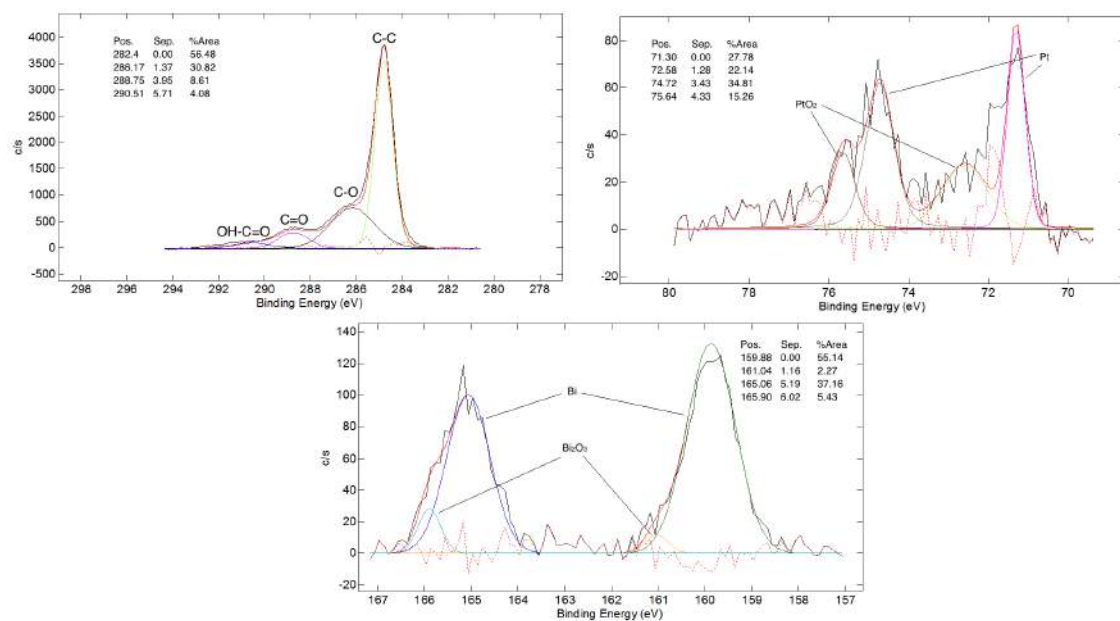 Pos. Sep. %Area
282.4 0.00 56.48
286.17 1.37 30.82
288.75 3.95 8.61
290.51 5.71 4.08
C-C
C-O
C=O
OH-C=O
c/s
4000
3500
3000
2500
2000
1500
1000
500
0
-500
298 296 294 292 290 288 286 284 282 280 278
Binding Energy (eV)
Pos. Sep. %Area
71.30 0.00 27.78
72.58 1.28 22.14
74.72 3.43 34.81
75.64 4.33 15.26
Pt
PtO₂
c/s
80
60
40
20
0
-20
80 78 76 74 72 70
Binding Energy (eV)
Pos. Sep. %Area
159.88 0.00 55.14
161.04 1.16 2.27
165.06 5.19 37.16
165.90 6.02 5.43
Bi
Bi₂O₃
c/s
140
120
100
80
60
40
20
0
-20
167 166 165 164 163 162 161 160 159 158 157
Binding Energy (eV)